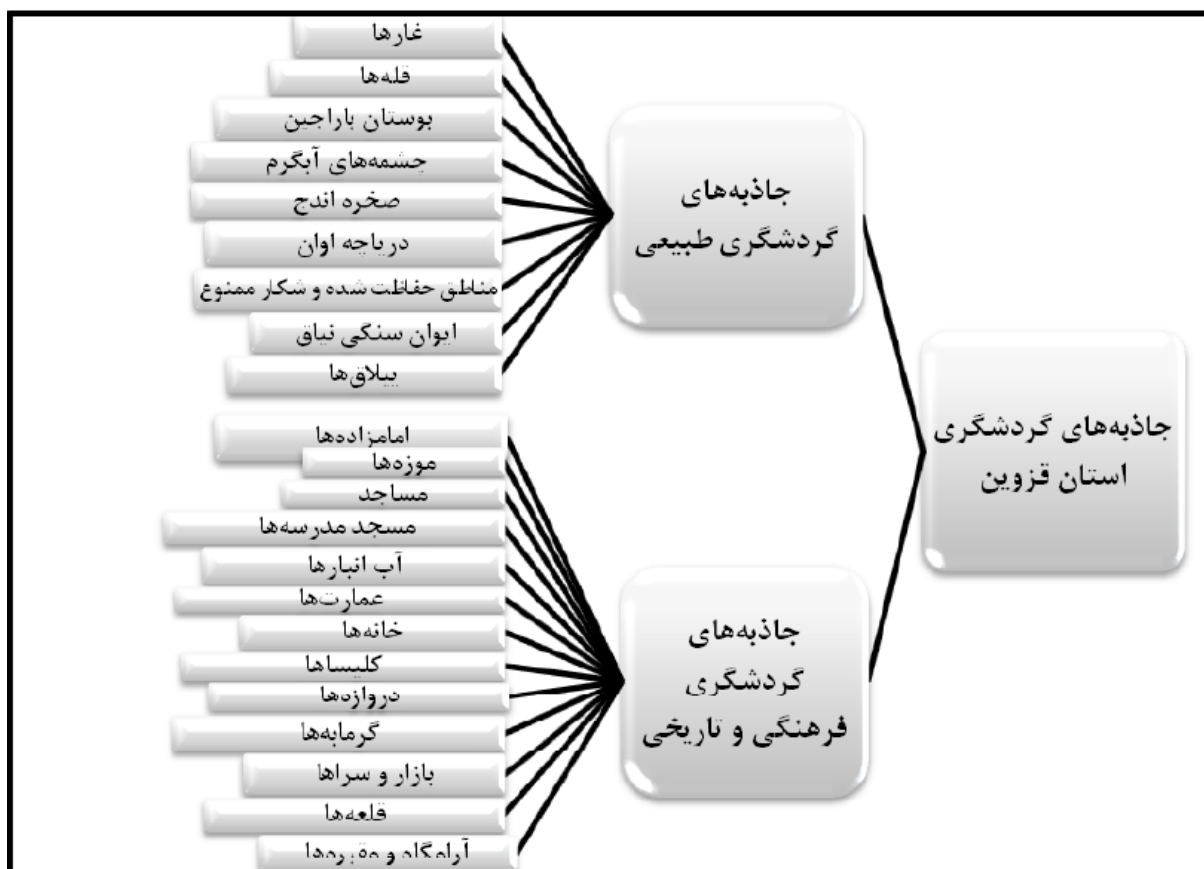 جاذبه‌های گردشگری
استان قزوین
جاذبه‌های
گردشگری طبیعی
غارها
قله‌ها
بوستان باراجین
چشمه‌های آبگرم
صخره اندج
دریاچه اوان
مناطق حفاظت شده و شکار ممنوع
ایوان سنگی نیاق
ییلاق‌ها
جاذبه‌های
گردشگری
فرهنگی و تاریخی
امامزاده‌ها
موزه‌ها
مساجد
مسجد مدرسه‌ها
آب انبارها
عمارت‌ها
خانه‌ها
کلیساها
دروازه‌ها
گرمابه‌ها
بازار و سراها
قلعه‌ها
آرامگاه و مقبره‌ها